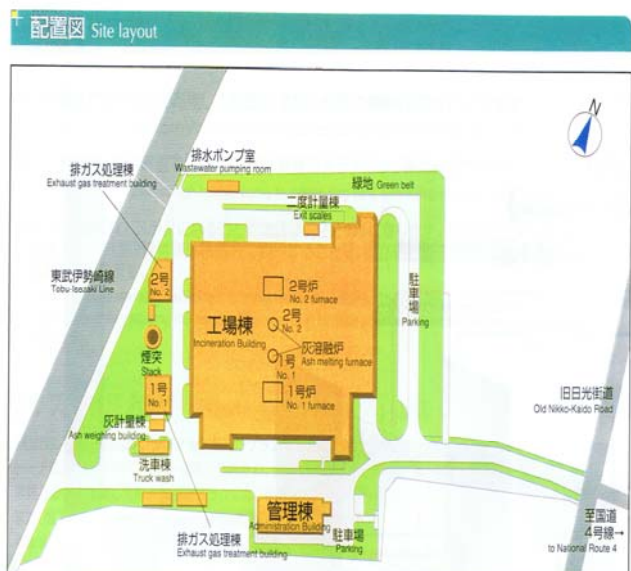 配置図 Site layout
N
排水ポンプ室
Wastewater pumping room
排ガス処理棟
Exhaust gas treatment building
緑地 Green belt
二度計量棟
Exit scales
東武伊勢崎線
Tobu-Isezaki Line
2号
No. 2
駐車場
Parking
2号炉
No. 2 furnace
工場棟
Incineration Building
2号
No. 2
灰溶融炉
Ash melting furnace
煙突
Stack
1号
No. 1
1号
No. 1
1号炉
No. 1 furnace
旧日光街道
Old Nikko-Kaido Road
灰計量棟
Ash weighing building
洗車棟
Truck wash
管理棟
Administration Building
排ガス処理棟
Exhaust gas treatment building
駐車場
Parking
至国道
4号線→
to National Route 4